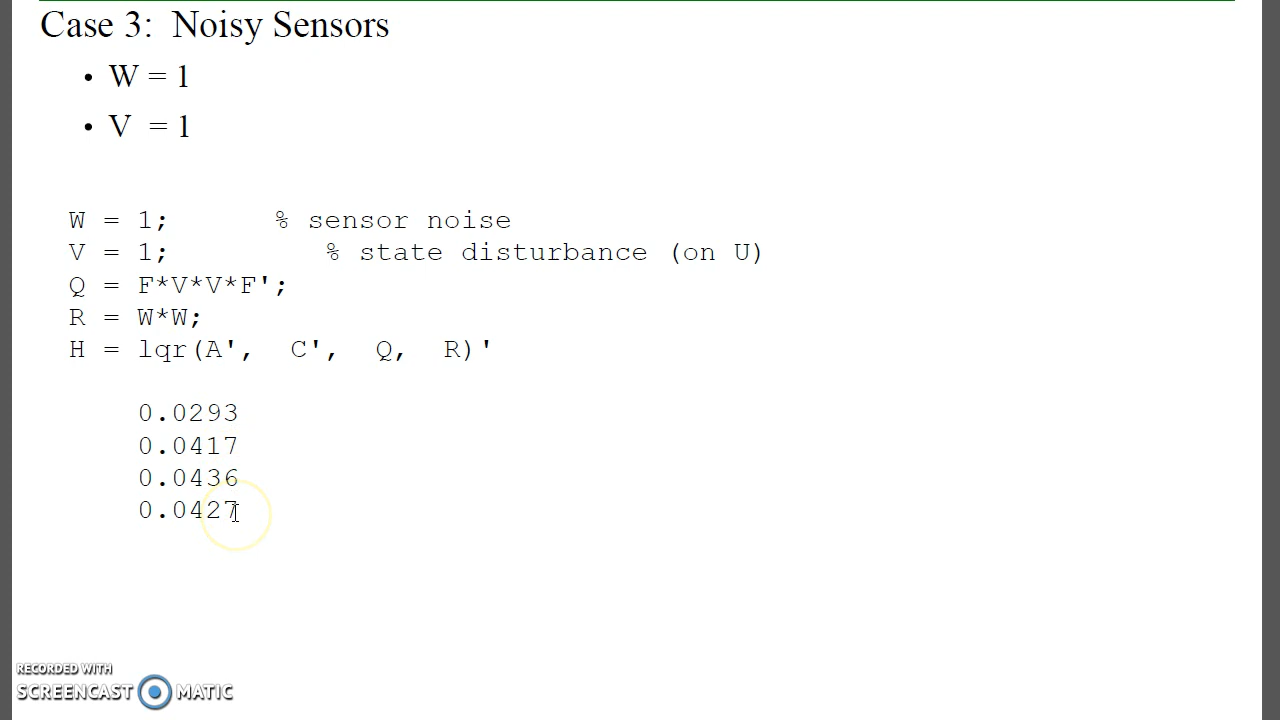 Case 3: Noisy Sensors
• W = 1
• V = 1
W = 1; % sensor noise
V = 1; % state disturbance (on U)
Q = F*V*V*F';
R = W*W;
H = lqr(A', C', Q, R)'
0.0293
0.0417
0.0436
0.0427
RECORDED WITH
SCREENCAST MATIC